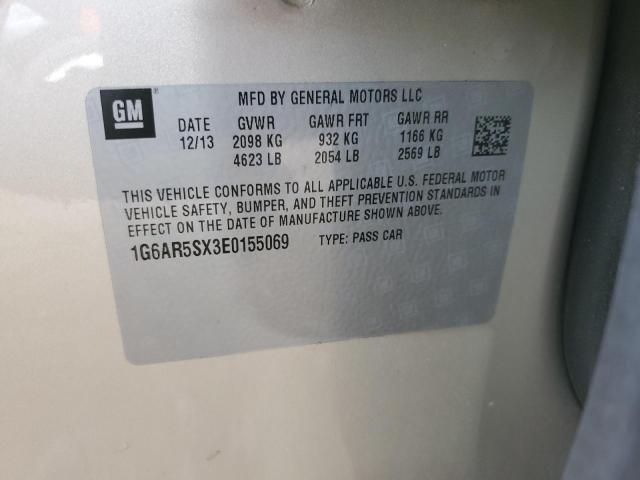 GM
MFD BY GENERAL MOTORS LLC
DATE GVWR GAWR FRT GAWR RR
12/13 2098 KG 932 KG 1166 KG
4623 LB 2054 LB 2569 LB
THIS VEHICLE CONFORMS TO ALL APPLICABLE U.S. FEDERAL MOTOR
VEHICLE SAFETY, BUMPER, AND THEFT PREVENTION STANDARDS IN
EFFECT ON THE DATE OF MANUFACTURE SHOWN ABOVE.
1G6AR5SX3E0155069 TYPE: PASS CAR